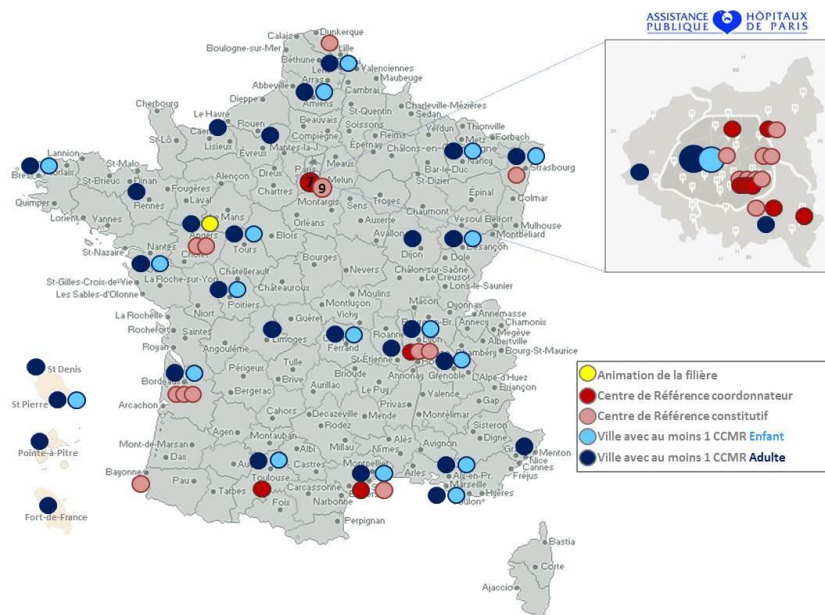 ASSISTANCE PUBLIQUE HÔPITAUX DE PARIS
Dunkerque
Calais
Boulogne-sur-Mer
Lille
Béthune
Valenciennes
Maubeuge
Arras
Abbeville
Cambrai
Amiens
Dieppe
St-Quentin
Charleville-Mézières
Sedan
Cherbourg
Le Havre
Rouen
Beauvais
Soissons
Compiègne
Reims
Thionville
Verdun
Forbach
Metz
St-Lô
Lisieux
Évreux
Mantes-la-J
Épernay
Châlons-en-
Nancy
Meaux
Bar-le-Duc
Strasbourg
Lannion
Morlaix
Brest
St-Malo
St-Brieuc
Dinan
Alençon
Dreux
Paris
7
9
Melun
St-Dizier
Fougères
Chartres
Montargis
Sens
Troyes
Épinal
Colmar
Quimper
Rennes
Laval
Mans
Chaumont
Lorient
Vannes
Orléans
Auxerre
Vesoul
Belfort
Mulhouse
Montbéliard
Angers
Blois
Avallon
St-Nazaire
Nantes
Cholet
Tours
Dijon
Besançon
Bourges
Dole
St-Gilles-Croix-de-Vie
La Roche-sur-Yon
Châtellerault
Châteauroux
Nevers
Châlon-sur-Saône
Le Creusot
Les Sables-d'Olonne
Poitiers
Moulins
Lons-le-Saunier
Niort
Montluçon
Mâcon
La Rochelle
Guéret
Vichy
Roanne
Annemasse
Chamonix
Rochefort
Saintes
Limoges
Ferrand
Annecy
Megève
Albertville
Royan
Angoulême
Lyon
Bourg-St-Maurice
St-Étienne
Chambéry
Périgueux
Tulle
Brive
Brioude
Annonay
Grenoble
L'Alpe-d'Huez
Bordeaux
Bergerac
Aurillac
Le Puy
Valence
Briançon
Arcachon
Privas
Gap
Cahors
Decazeville
Mende
Montélimar
Rodez
Agen
Montauban
Sisteron
Mont-de-Marsan
Millau
Alès
Avignon
Digne
Dax
Albi
Nîmes
Menton
Nice
Cannes
Bayonne
Toulouse
Castres
Montpellier
Arles
Fréjus
Pau
Tarbes
Carcassonne
Béziers
Marseille
Hyères
Narbonne
Toulon
Foix
Perpignan
Bastia
Corte
Ajaccio
St Denis
St Pierre
Pointe-à-Pitre
Fort-de-France
Animation de la filière
Centre de Référence coordonnateur
Centre de Référence constitutif
Ville avec au moins 1 CCMR Enfant
Ville avec au moins 1 CCMR Adulte